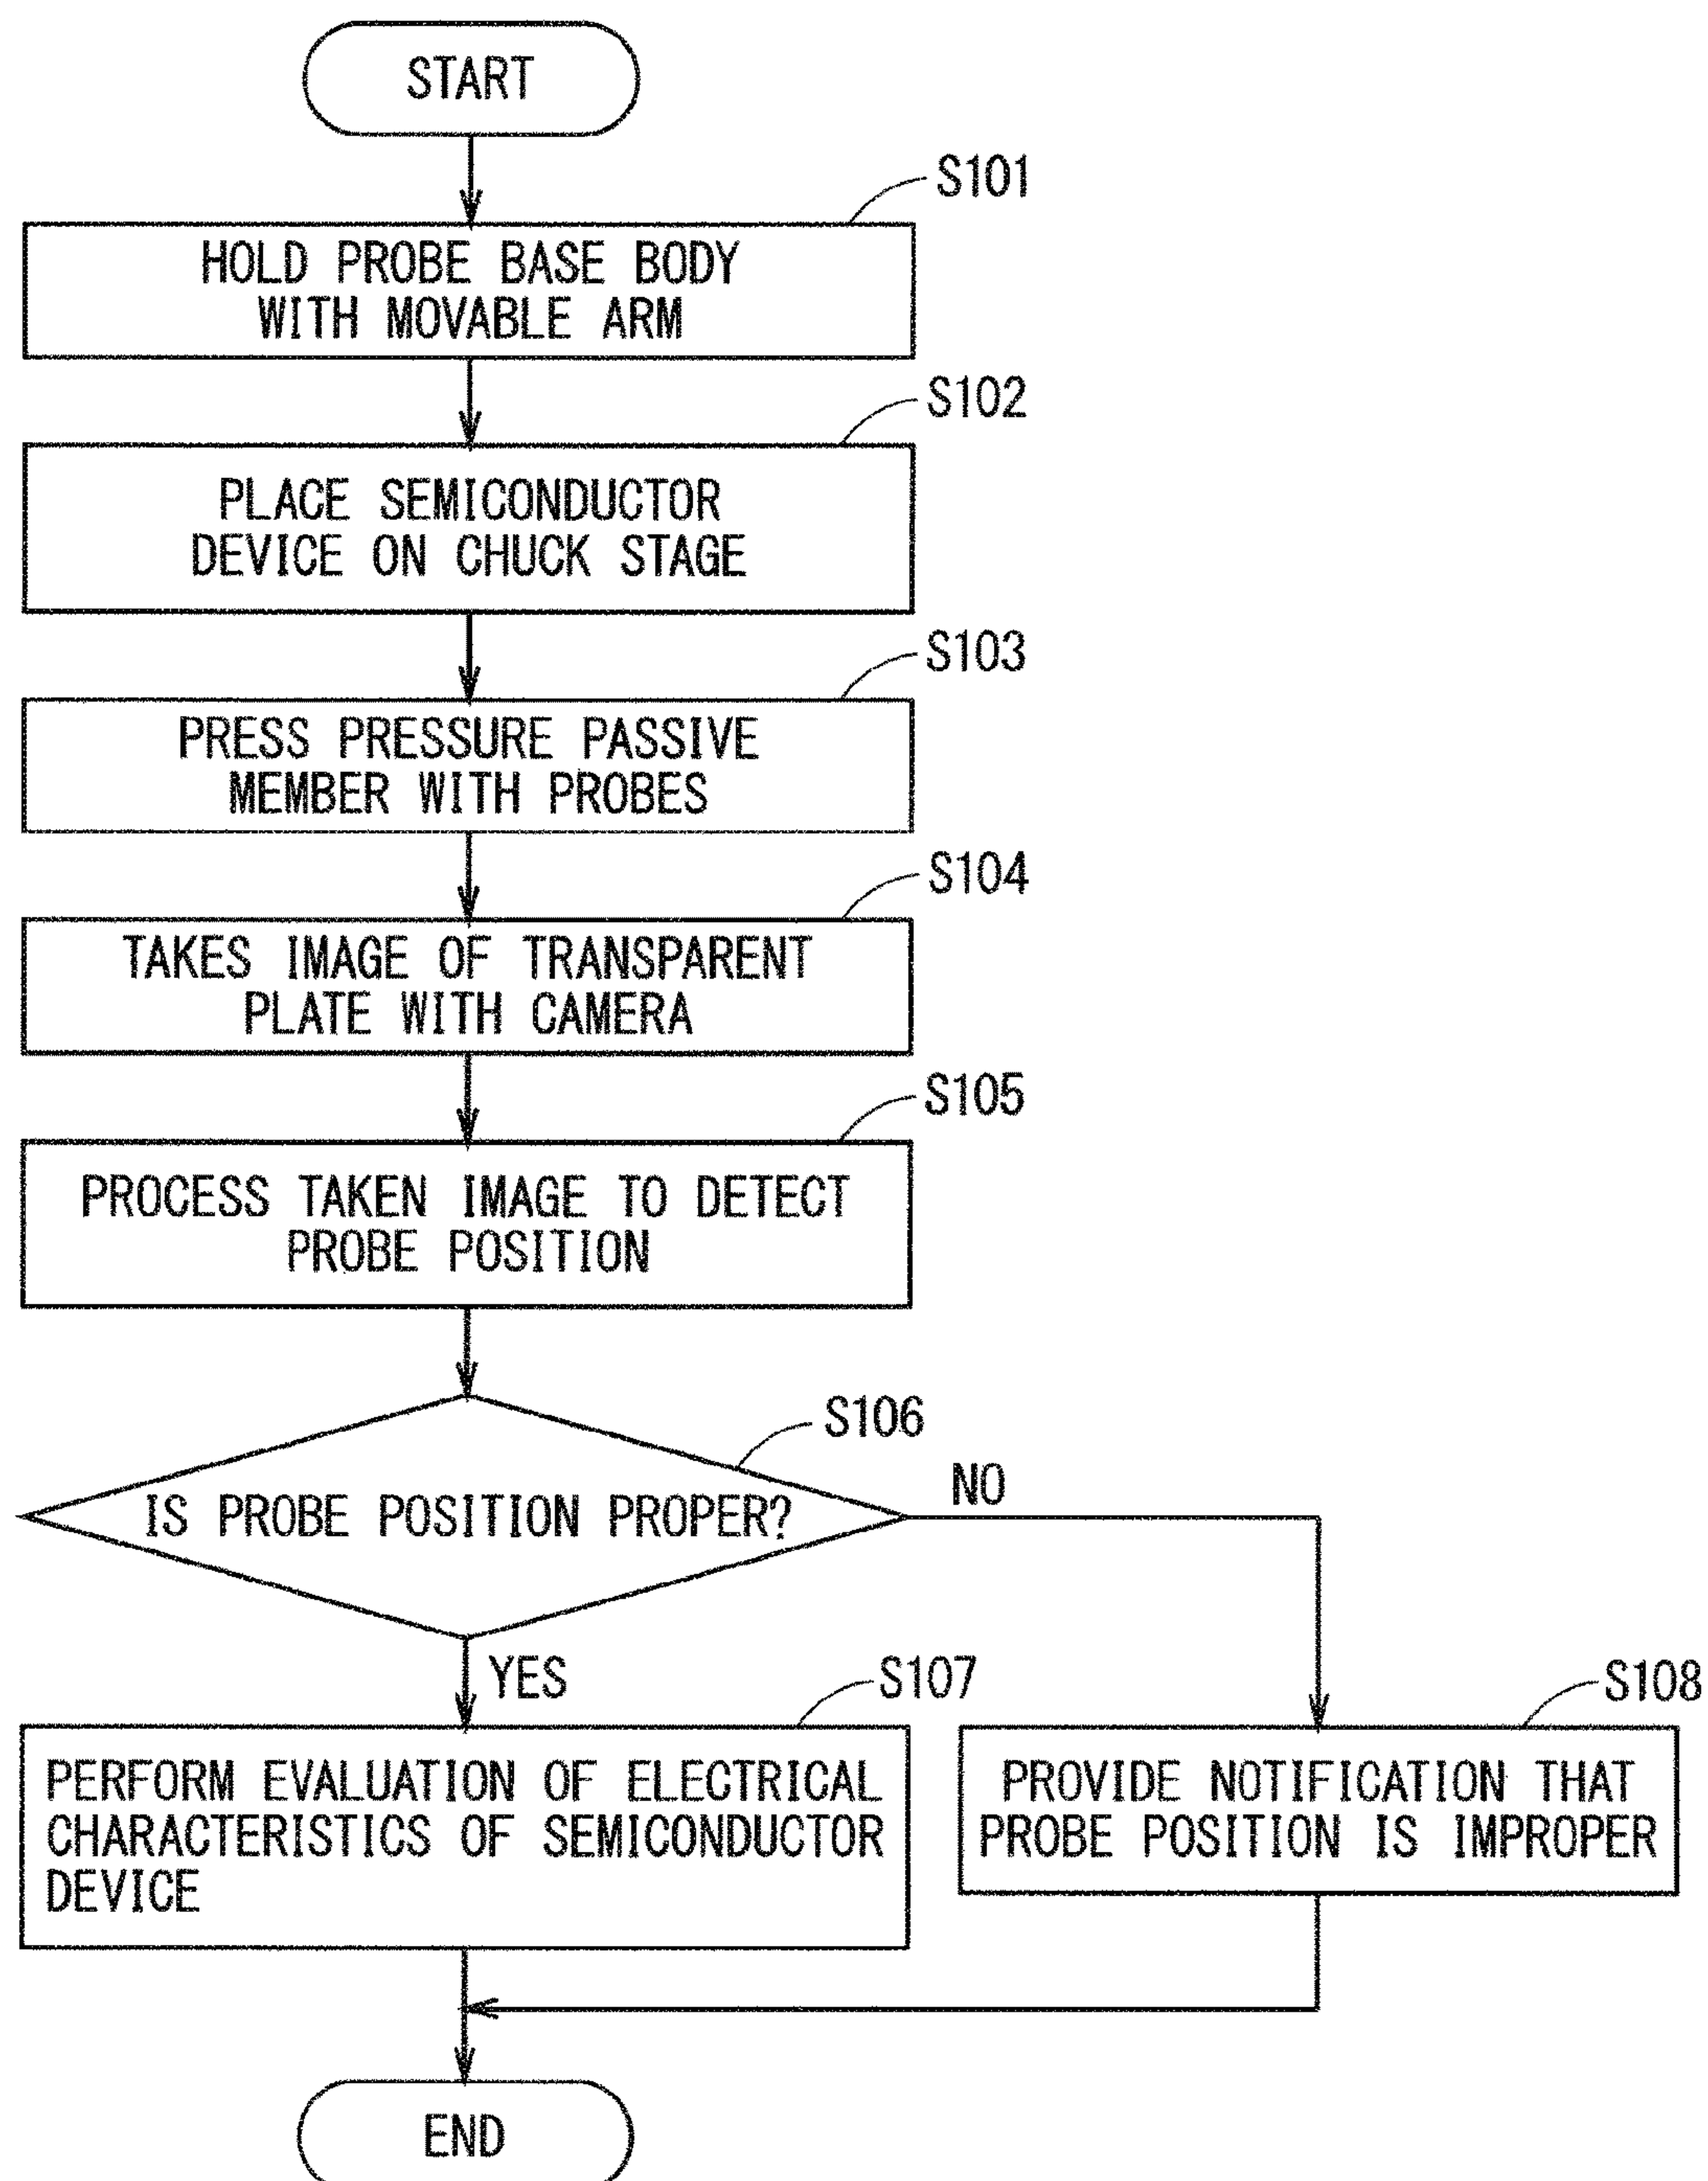 START
S101
HOLD PROBE BASE BODY
WITH MOVABLE ARM
S102
PLACE SEMICONDUCTOR
DEVICE ON CHUCK STAGE
S103
PRESS PRESSURE PASSIVE
MEMBER WITH PROBES
S104
TAKES IMAGE OF TRANSPARENT
PLATE WITH CAMERA
S105
PROCESS TAKEN IMAGE TO DETECT
PROBE POSITION
S106
IS PROBE POSITION PROPER?
NO
YES
S107
PERFORM EVALUATION OF ELECTRICAL
CHARACTERISTICS OF SEMICONDUCTOR
DEVICE
S108
PROVIDE NOTIFICATION THAT
PROBE POSITION IS IMPROPER
END